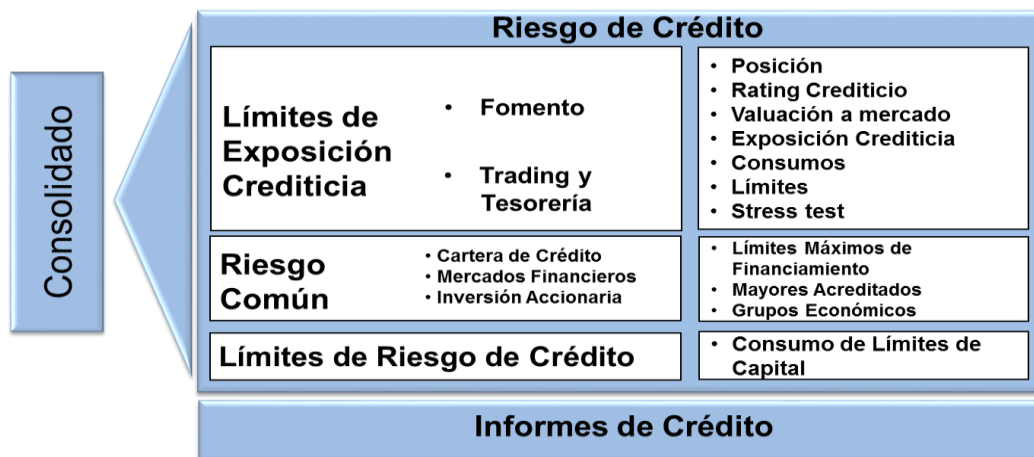 Consolidado
Riesgo de Crédito
Límites de
Exposición
Crediticia
• Fomento
• Trading y
Tesorería
• Posición
• Rating Crediticio
• Valuación a mercado
• Exposición Crediticia
• Consumos
• Límites
• Stress test
Riesgo
Común
• Cartera de Crédito
• Mercados Financieros
• Inversión Accionaria
• Límites Máximos de
Financiamiento
• Mayores Acreditados
• Grupos Económicos
Límites de Riesgo de Crédito
• Consumo de Límites de
Capital
Informes de Crédito